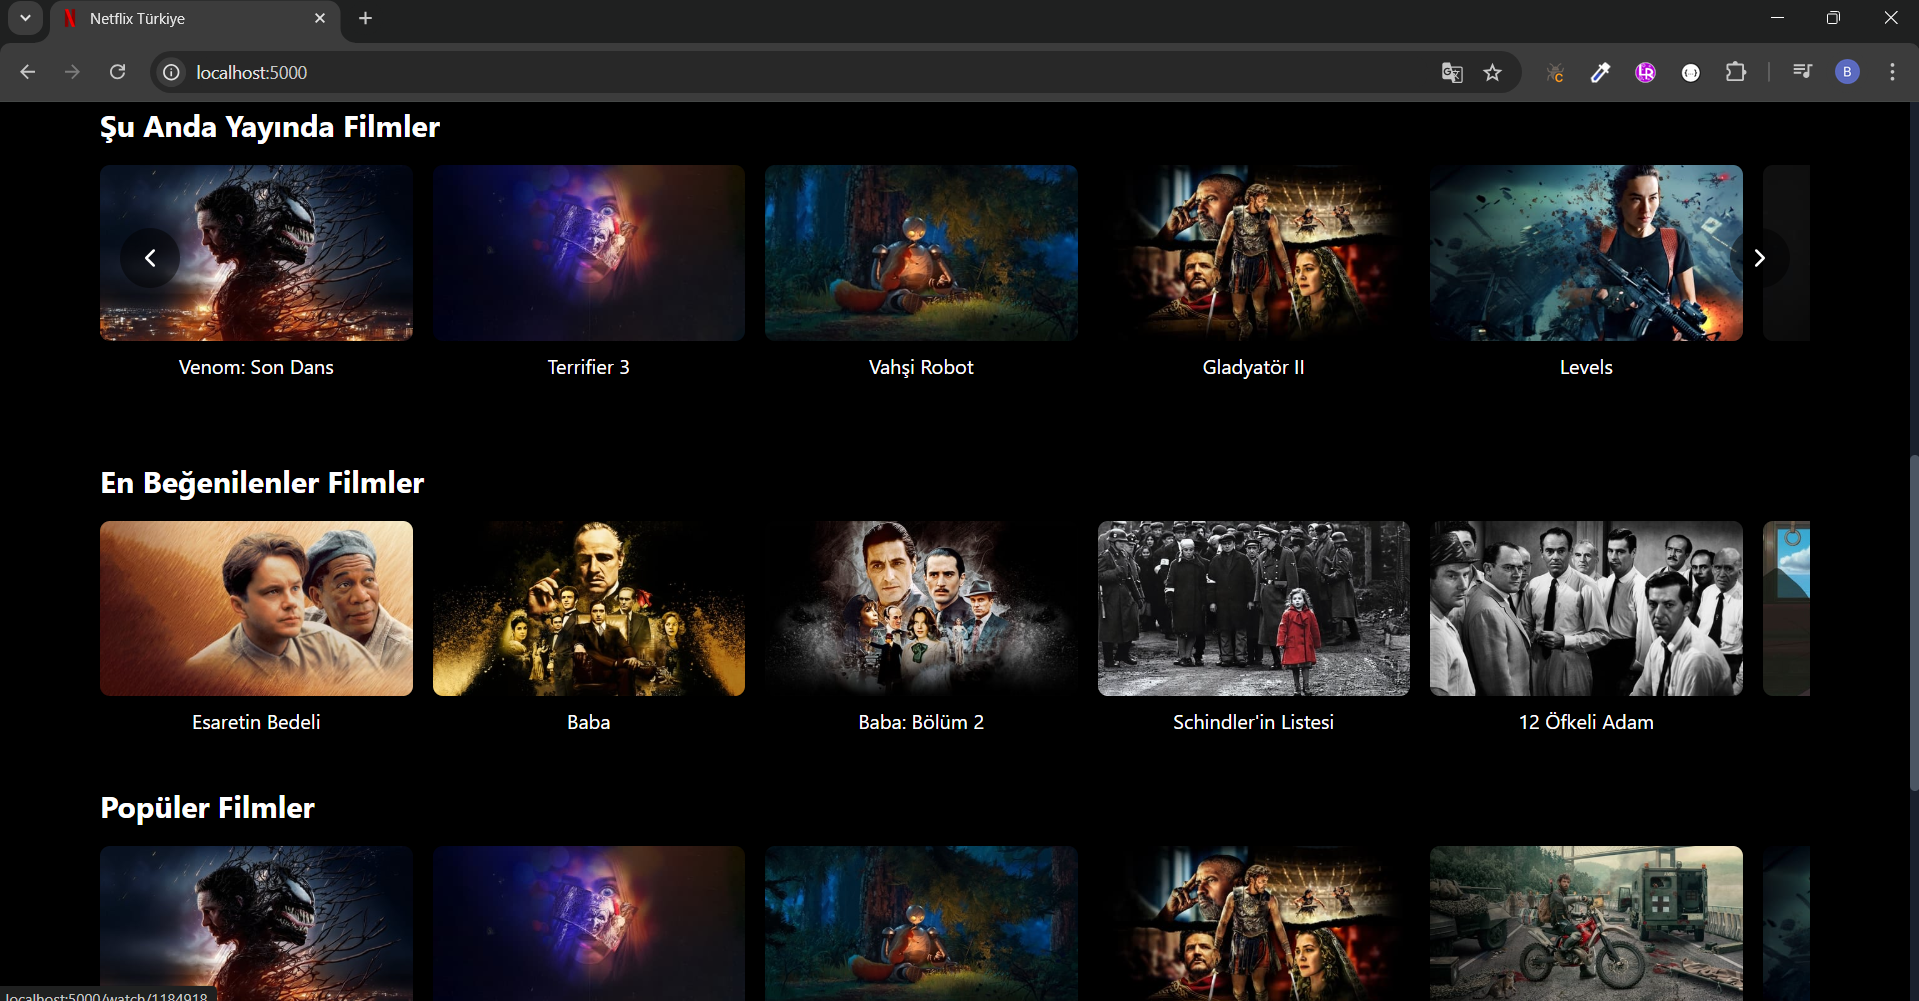 Netflix Türkiye
localhost:5000
B
Şu Anda Yayında Filmler
Venom: Son Dans
Terrifier 3
Vahşi Robot
Gladyatör II
Levels
En Beğenilenler Filmler
Esaretin Bedeli
Baba
Baba: Bölüm 2
Schindler'in Listesi
12 Öfkeli Adam
Popüler Filmler
localhost:5000/watch/1184918